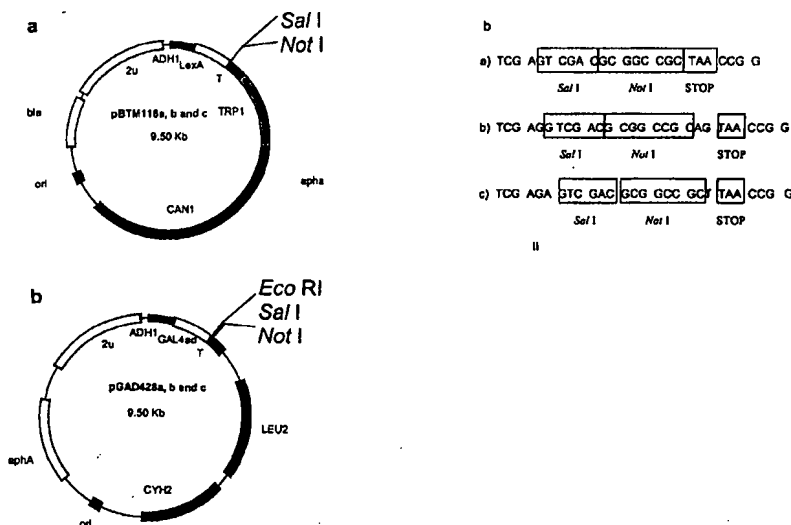 a
Sal I
Not I
ADH1
LexA
2u
T
TRP1
bla
pBTM118a, b and c
9.50 Kb
ori
apha
CAN1
b
Eco RI
Sal I
Not I
ADH1
GAL4ad
2u
T
pGAD428a, b and c
9.50 Kb
LEU2
aphA
CYH2
ori
b
a) TCG AGT CGA CGC GGC CGC TAA CCG G
Sal I Not I STOP
b) TCG AGG TCG ACG CGG CCG CAG TAA CCG G
Sal I Not I STOP
c) TCG AGA GTC GAC GCG GCC GCT TAA CCG G
Sal I Not I STOP
II